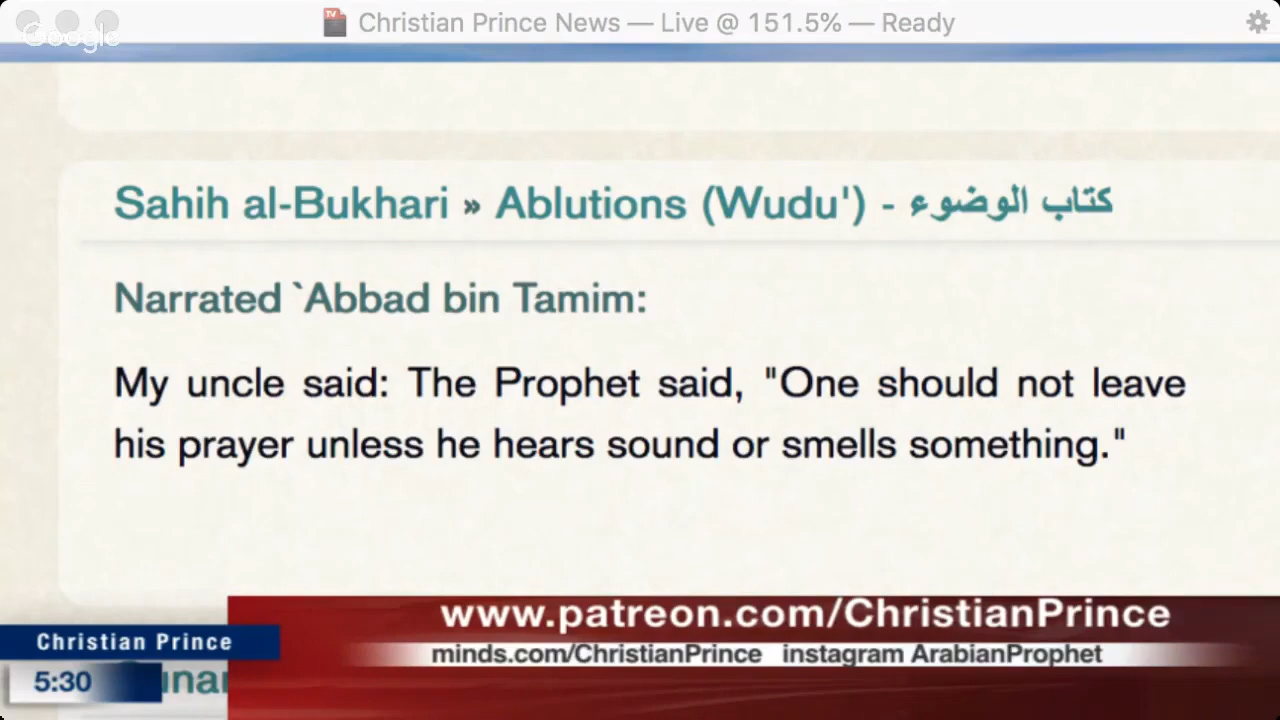 Christian Prince News — Live @ 151.5% — Ready
Google
Sahih al-Bukhari » Ablutions (Wudu') - كتاب الوضوء
Narrated `Abbad bin Tamim:
My uncle said: The Prophet said, "One should not leave
his prayer unless he hears sound or smells something."
www.patreon.com/ChristianPrince
Christian Prince
minds.com/ChristianPrince instagram ArabianProphet
5:30